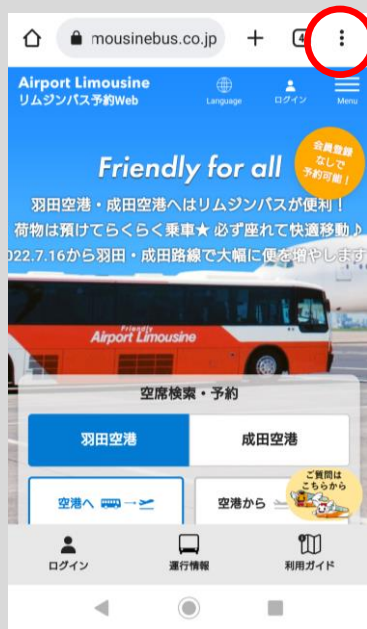 mousinebus.co.jp
4
Airport Limousine
リムジンバス予約Web
Language
ログイン
Menu
会員登録
なしで
予約可能！
Friendly for all
羽田空港・成田空港へはリムジンバスが便利！
荷物は預けてらくらく乗車★ 必ず座れて快適移動♪
022.7.16から羽田・成田路線で大幅に便を増やします
Friendly
Airport Limousine
空席検索・予約
羽田空港
成田空港
ご質問は
こちらから
空港へ
空港から
ログイン
運行情報
利用ガイド